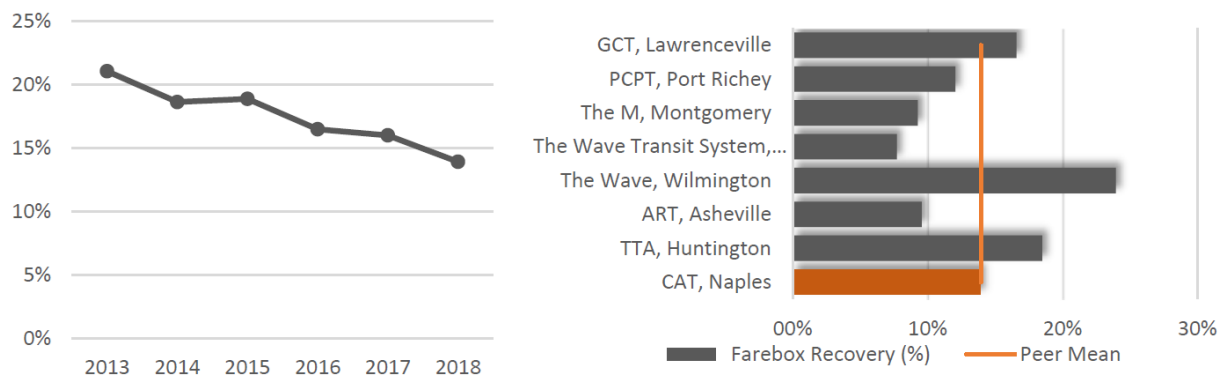 25%
20%
15%
10%
5%
0%
2013 2014 2015 2016 2017 2018
GCT, Lawrenceville
PCPT, Port Richey
The M, Montgomery
The Wave Transit System,...
The Wave, Wilmington
ART, Asheville
TTA, Huntington
CAT, Naples
00% 10% 20% 30%
Farebox Recovery (%) Peer Mean